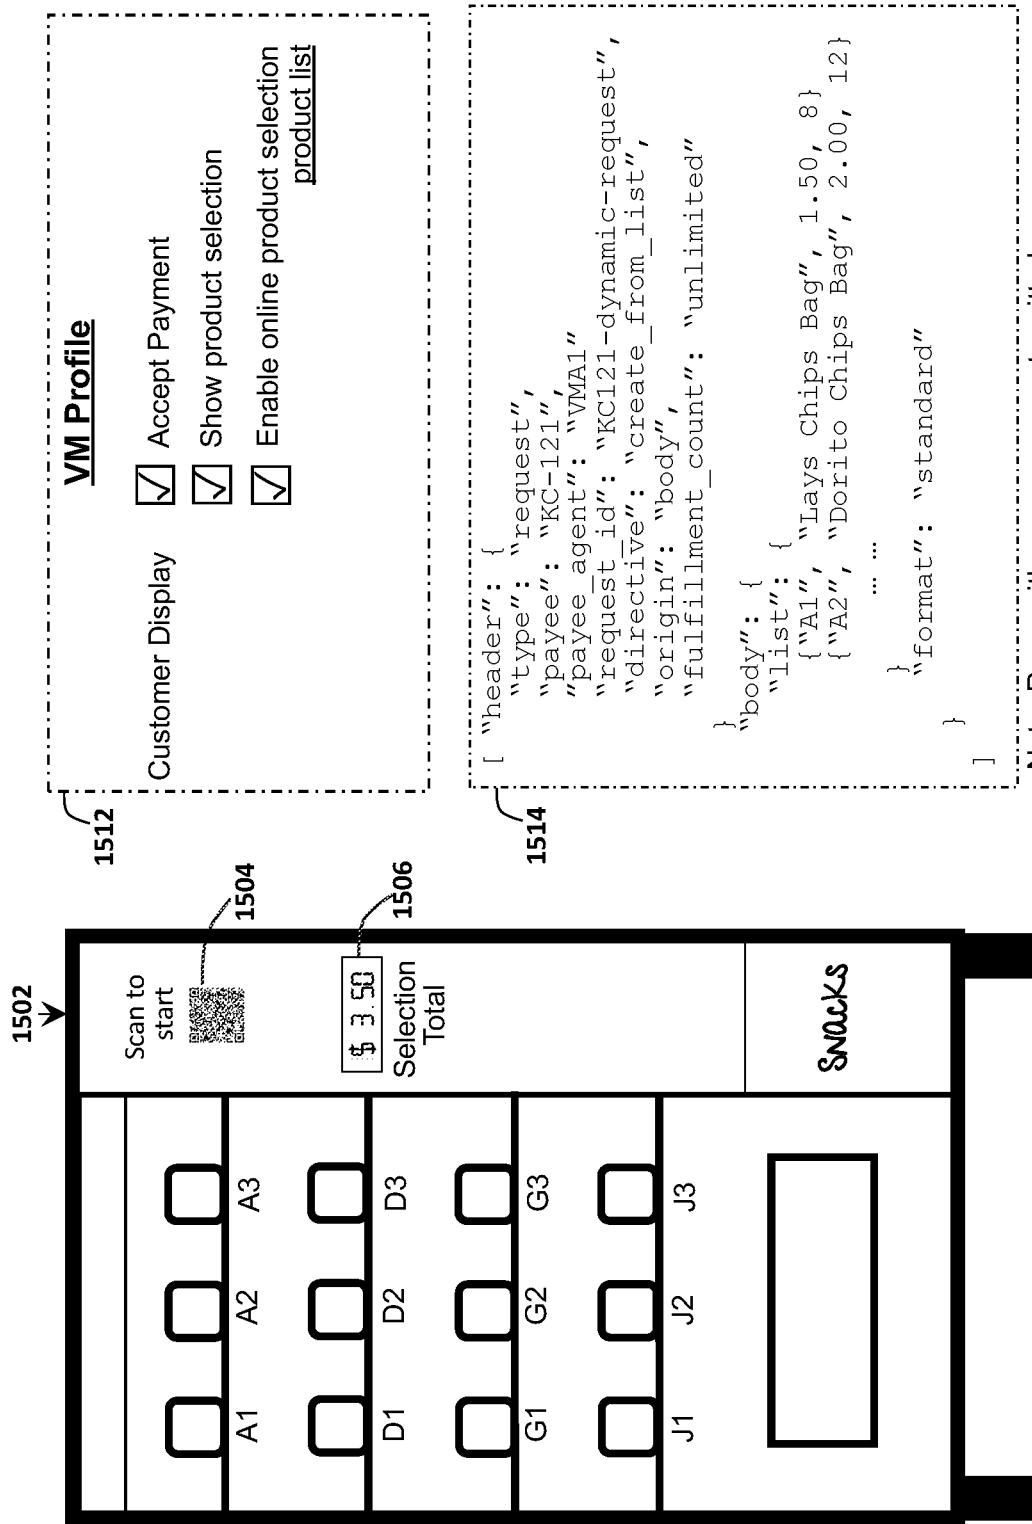 1502
Scan to
start
1504
$ 3.50
1506
Selection
Total
A1 A2 A3
D1 D2 D3
G1 G2 G3
J1 J2 J3
Snacks
1512
VM Profile
Customer Display
Accept Payment
Show product selection
Enable online product selection
product list
1514
[ “header”: {
“type”: “request”,
“payee”: “KC-121”,
“payee_agent”: “VMA1”
“request_id”: “KC121-dynamic-request”,
“directive”: “create_from_list”,
“origin”: “body”,
“fulfillment_count”: “unlimited”
}
“body”: {
“list”: {
{“A1”, “Lays Chips Bag”, 1.50, 8}
{“A2”, “Dorito Chips Bag”, 2.00, 12}
... ...
}
“format”: “standard”
}
]